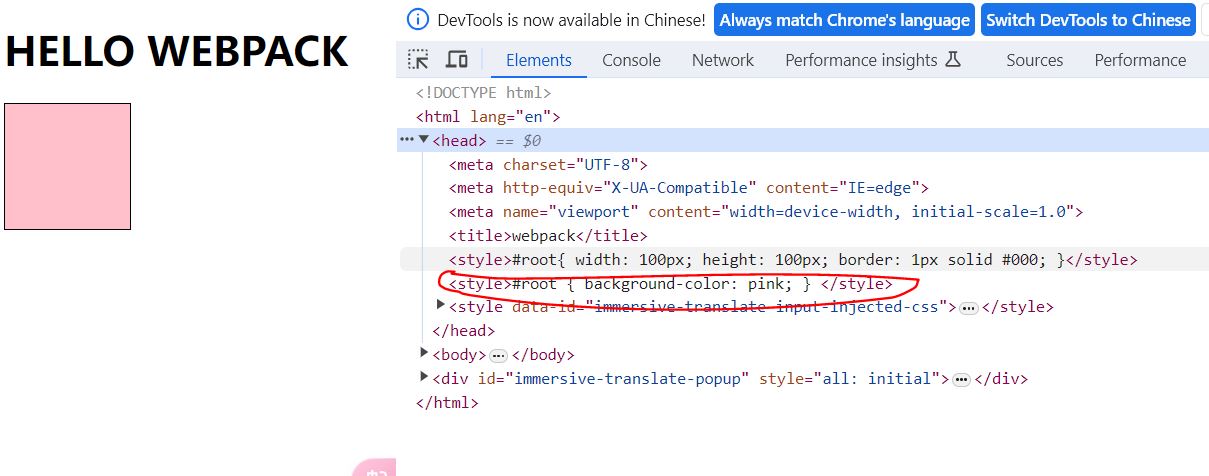 DevTools is now available in Chinese! Always match Chrome's language Switch DevTools to Chinese
HELLO WEBPACK
Elements Console Network Performance insights Sources Performance
<!DOCTYPE html>
<html lang="en">
<head> == $0
<meta charset="UTF-8">
<meta http-equiv="X-UA-Compatible" content="IE=edge">
<meta name="viewport" content="width=device-width, initial-scale=1.0">
<title>webpack</title>
<style>#root{ width: 100px; height: 100px; border: 1px solid #000; }</style>
<style>#root { background-color: pink; } </style>
<style data-id="immersive-translate-input-injected-css">…</style>
</head>
<body>…</body>
<div id="immersive-translate-popup" style="all: initial">…</div>
</html>